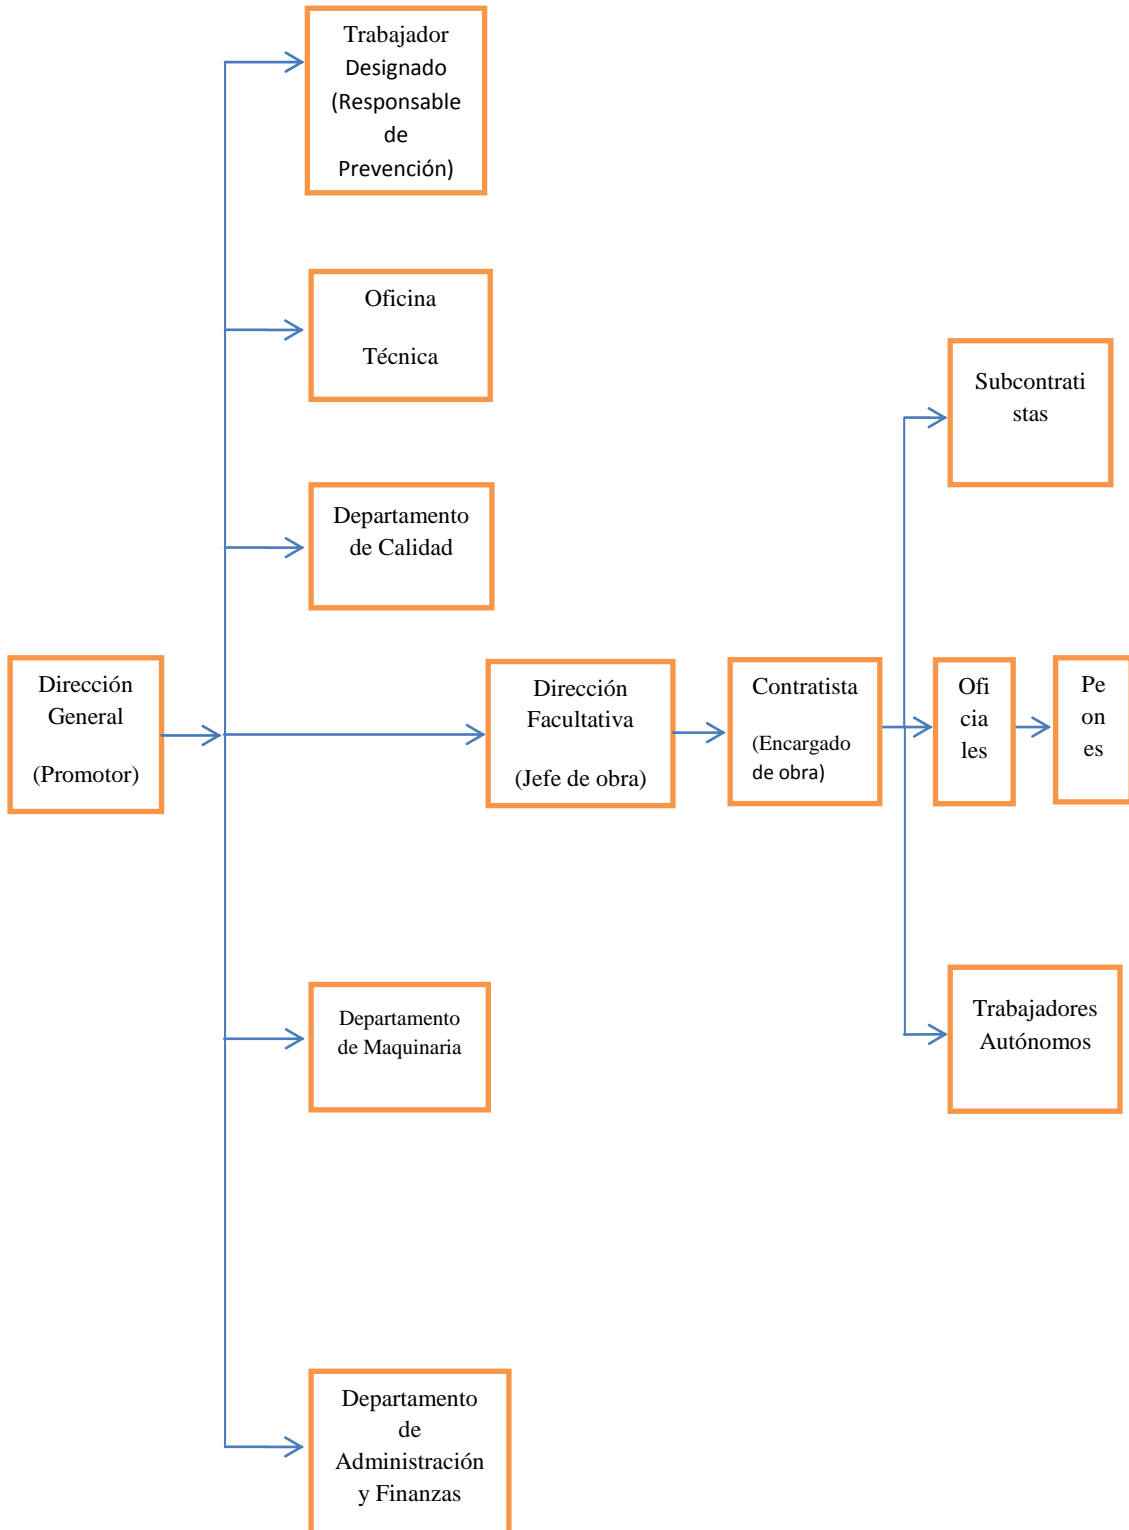 Trabajador
Designado
(Responsable
de
Prevención)
Oficina
Técnica
Departamento
de Calidad
Dirección
General
(Promotor)
Dirección
Facultativa
(Jefe de obra)
Contratista
(Encargado
de obra)
Subcontrati
stas
Ofi
cia
les
Pe
on
es
Trabajadores
Autónomos
Departamento
de Maquinaria
Departamento
de
Administración
y Finanzas